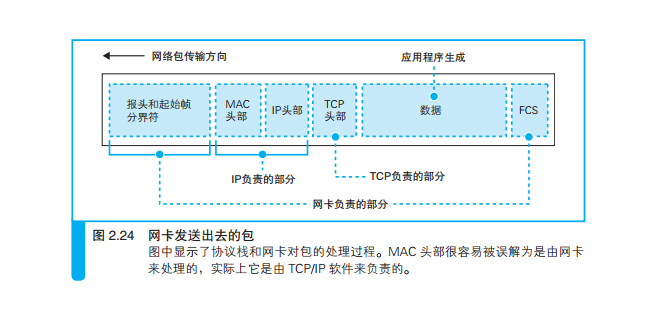 网络包传输方向
应用程序生成
报头和起始帧
分界符
MAC
头部
IP头部
TCP
头部
数据
FCS
IP负责的部分
TCP负责的部分
网卡负责的部分
图 2.24 网卡发送出去的包
图中显示了协议栈和网卡对包的处理过程。MAC 头部很容易被误解为是由网卡
来处理的，实际上它是由 TCP/IP 软件来负责的。